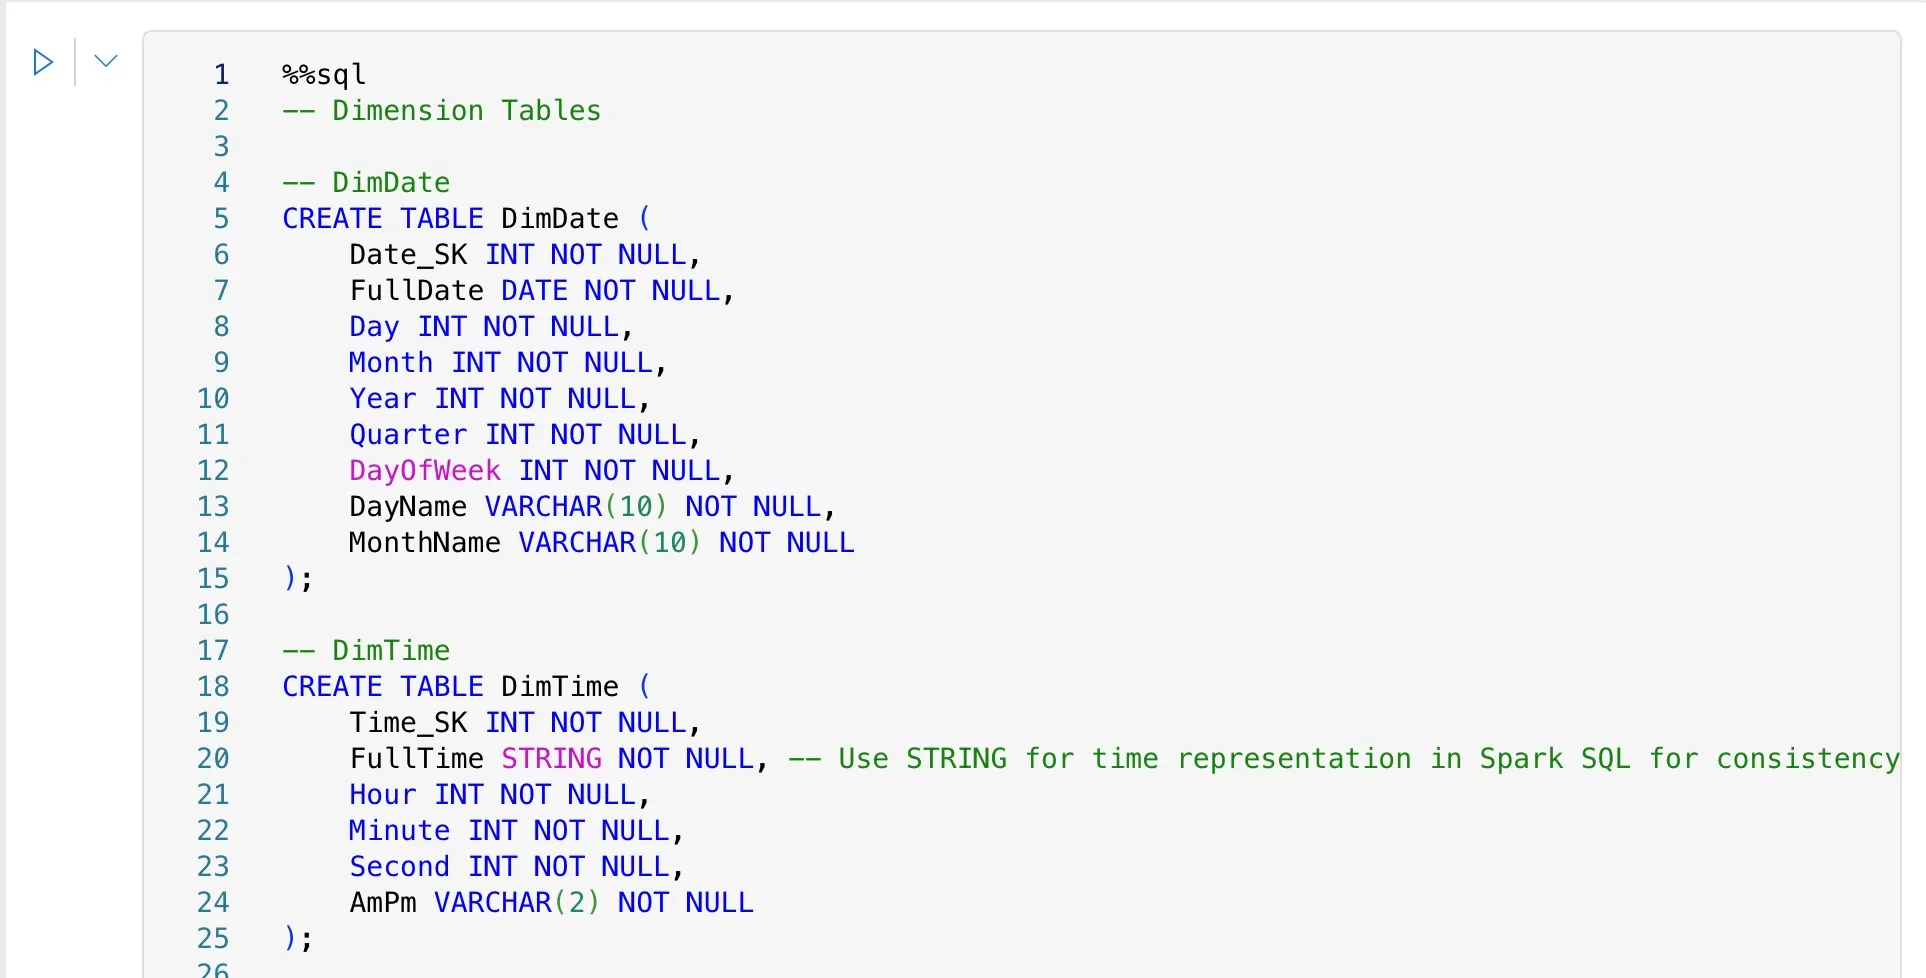 1 %%sql
2 -- Dimension Tables
3
4 -- DimDate
5 CREATE TABLE DimDate (
6     Date_SK INT NOT NULL,
7     FullDate DATE NOT NULL,
8     Day INT NOT NULL,
9     Month INT NOT NULL,
10     Year INT NOT NULL,
11     Quarter INT NOT NULL,
12     DayOfWeek INT NOT NULL,
13     DayName VARCHAR(10) NOT NULL,
14     MonthName VARCHAR(10) NOT NULL
15 );
16
17 -- DimTime
18 CREATE TABLE DimTime (
19     Time_SK INT NOT NULL,
20     FullTime STRING NOT NULL, -- Use STRING for time representation in Spark SQL for consistency
21     Hour INT NOT NULL,
22     Minute INT NOT NULL,
23     Second INT NOT NULL,
24     AmPm VARCHAR(2) NOT NULL
25 );
26